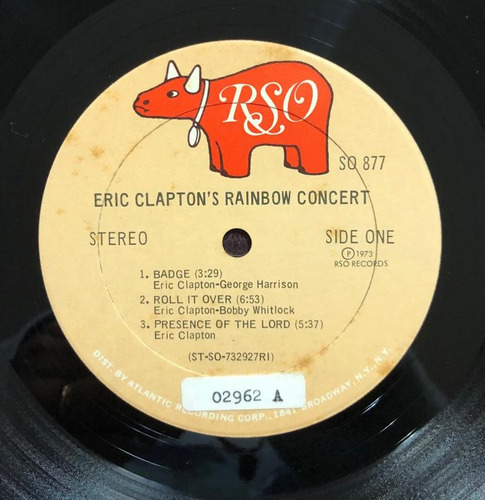 RSO
SO 877
ERIC CLAPTON'S RAINBOW CONCERT
STEREO
SIDE ONE
Ⓟ1973
RSO RECORDS
1. BADGE (3:29)
Eric Clapton-George Harrison
2. ROLL IT OVER (6:53)
Eric Clapton-Bobby Whitlock
3. PRESENCE OF THE LORD (5:37)
Eric Clapton
(ST-SO-732927RI)
02962 A
DIST. BY ATLANTIC RECORDING CORP., 1841 BROADWAY, N.Y., N.Y.